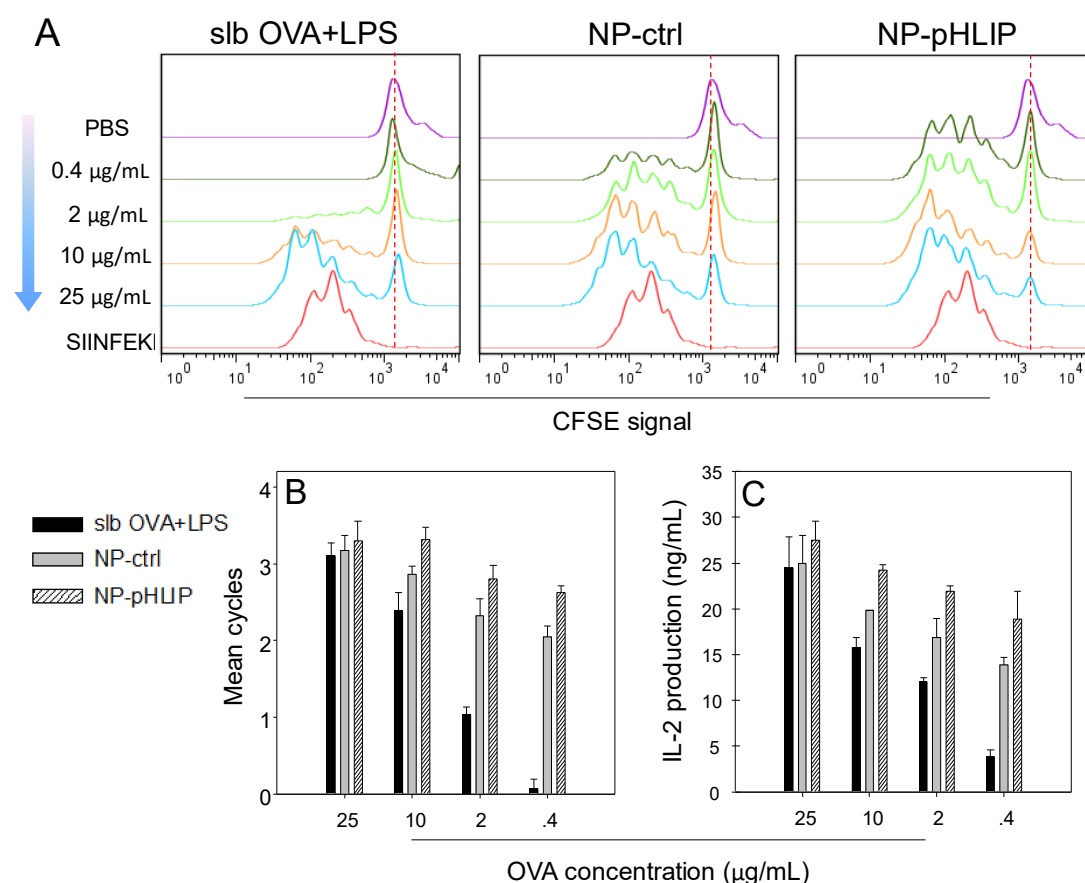 A
slb OVA+LPS
NP-ctrl
NP-pHLIP
PBS
0.4 µg/mL
2 µg/mL
10 µg/mL
25 µg/mL
SIINFEKI
10⁰ 10¹ 10² 10³ 10⁴
10⁰ 10¹ 10² 10³ 10⁴
10⁰ 10¹ 10² 10³ 10⁴
CFSE signal
slb OVA+LPS
NP-ctrl
NP-pHLIP
B
Mean cycles
4
3
2
1
0
25 10 2 .4
C
IL-2 production (ng/mL)
35
30
25
20
15
10
5
0
25 10 2 .4
OVA concentration (µg/mL)